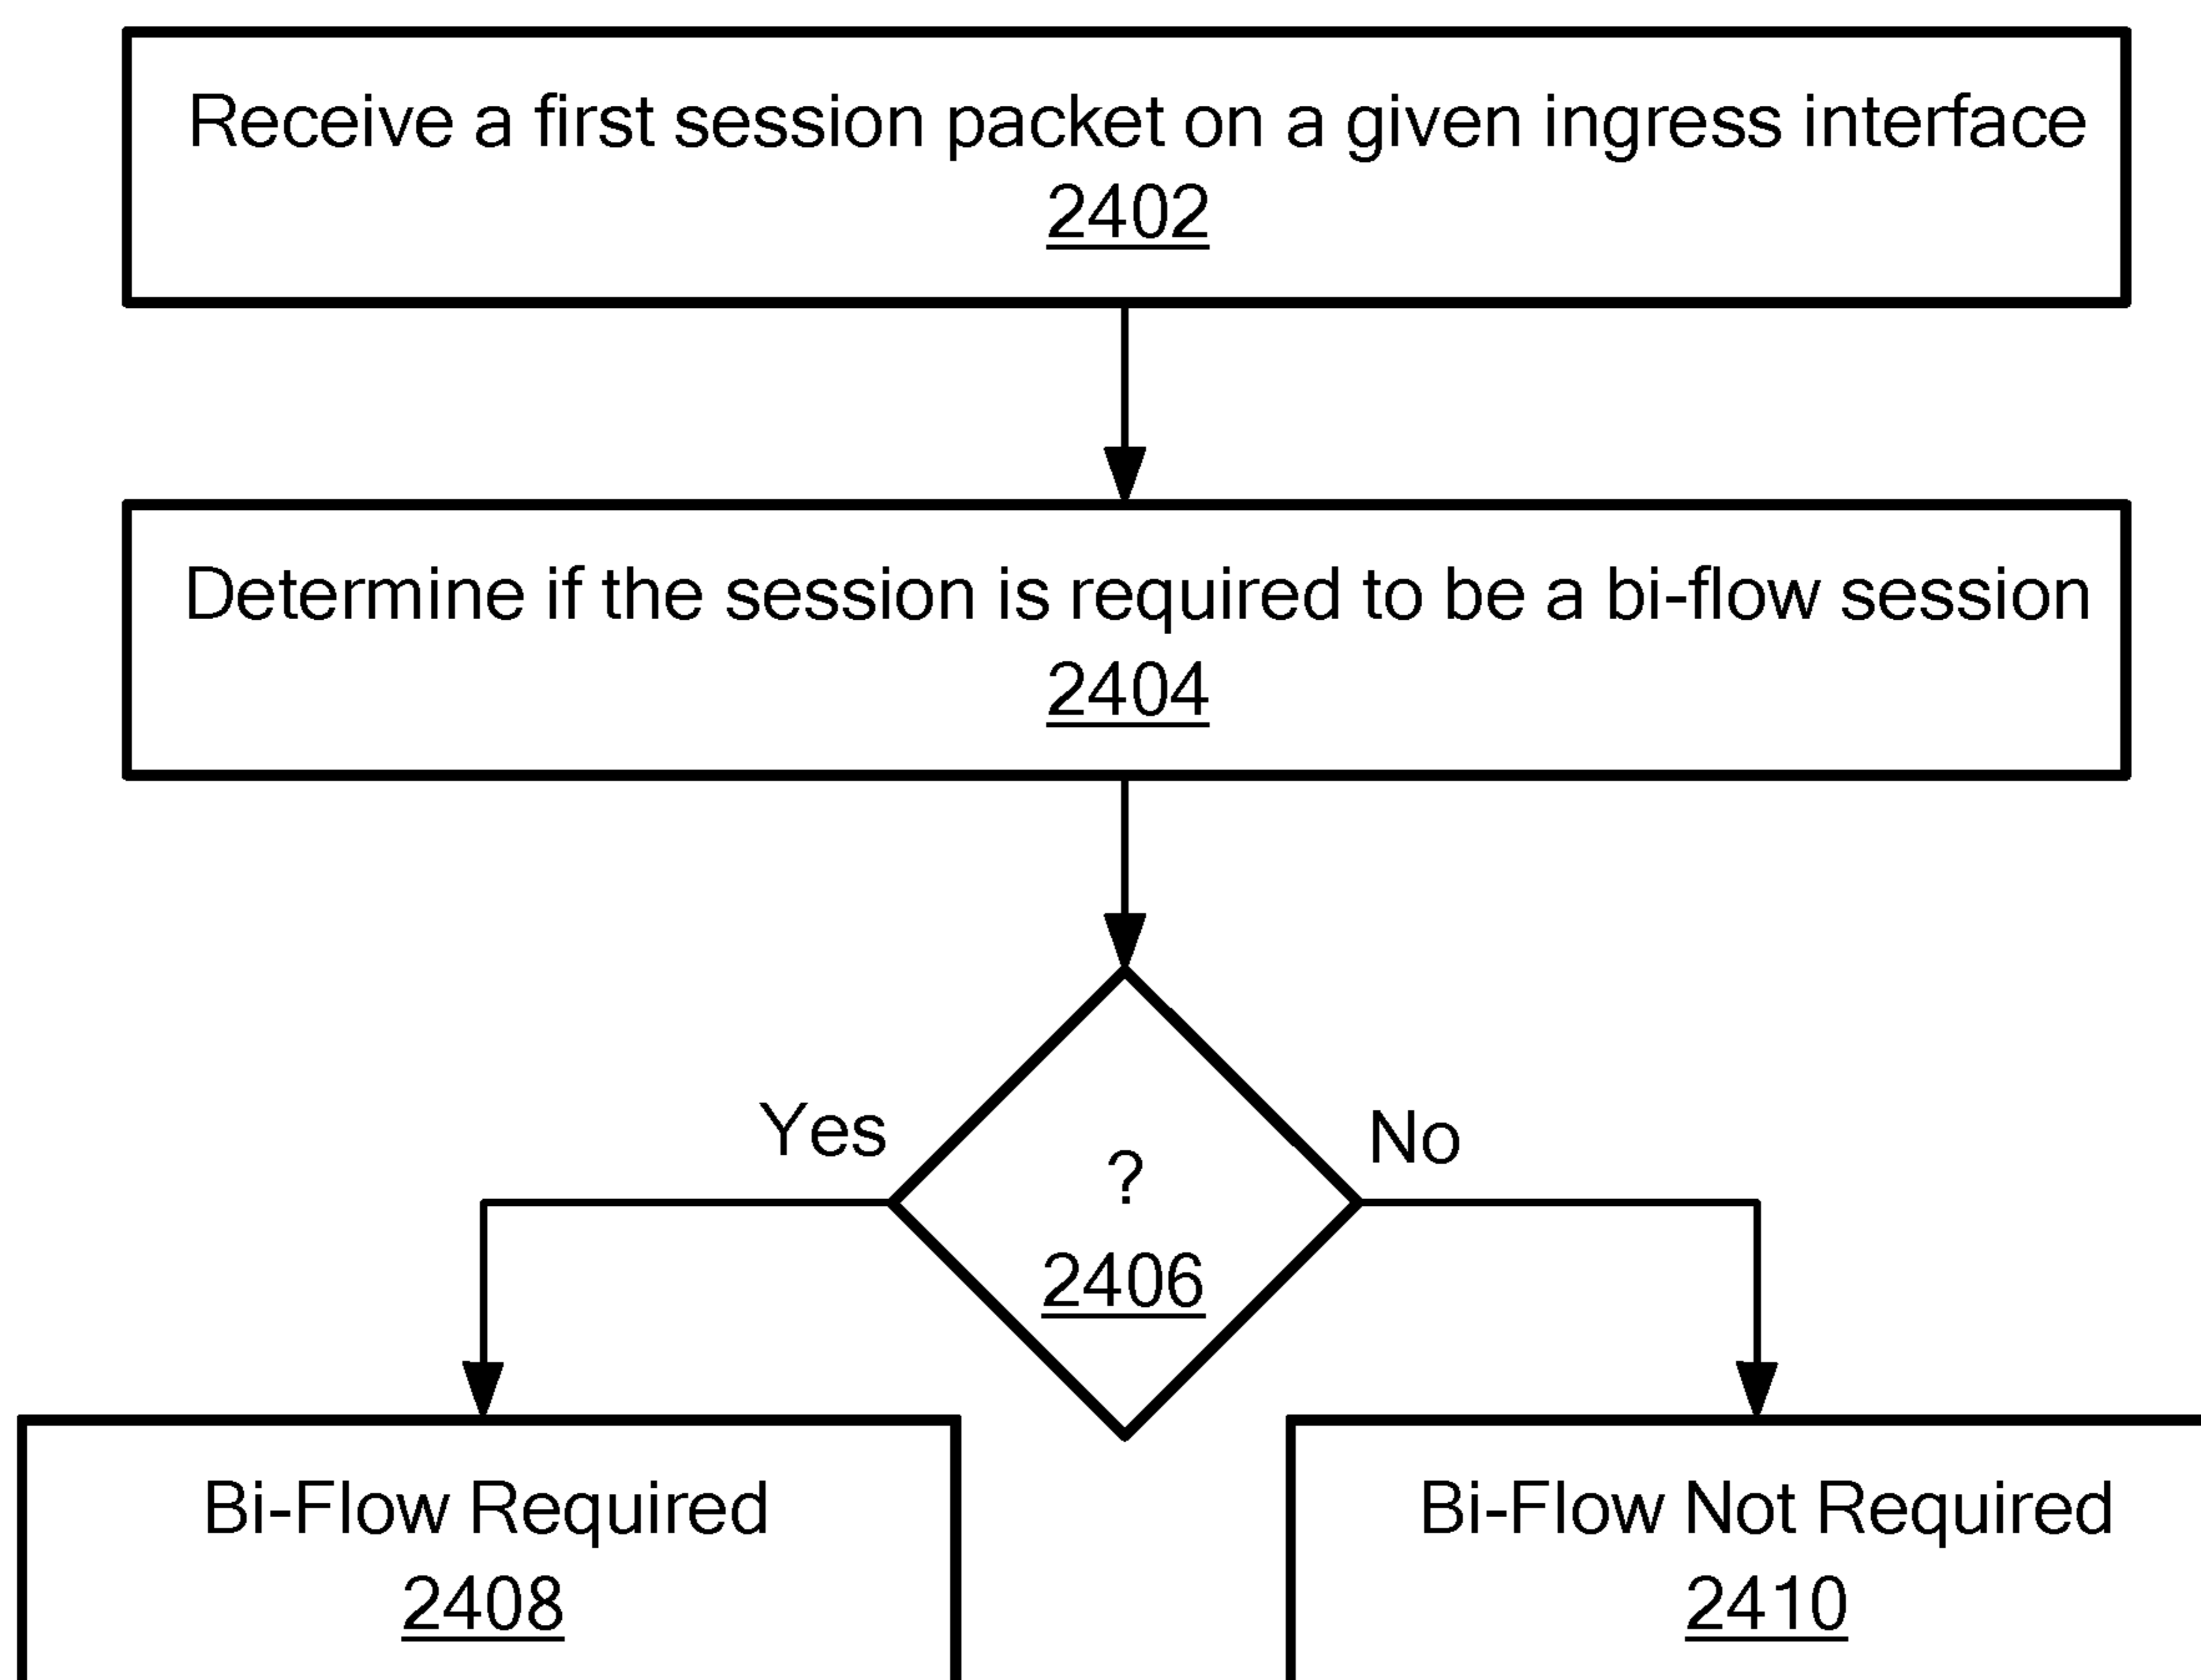 Receive a first session packet on a given ingress interface
2402
Determine if the session is required to be a bi-flow session
2404
Yes
No
?
2406
Bi-Flow Required
2408
Bi-Flow Not Required
2410